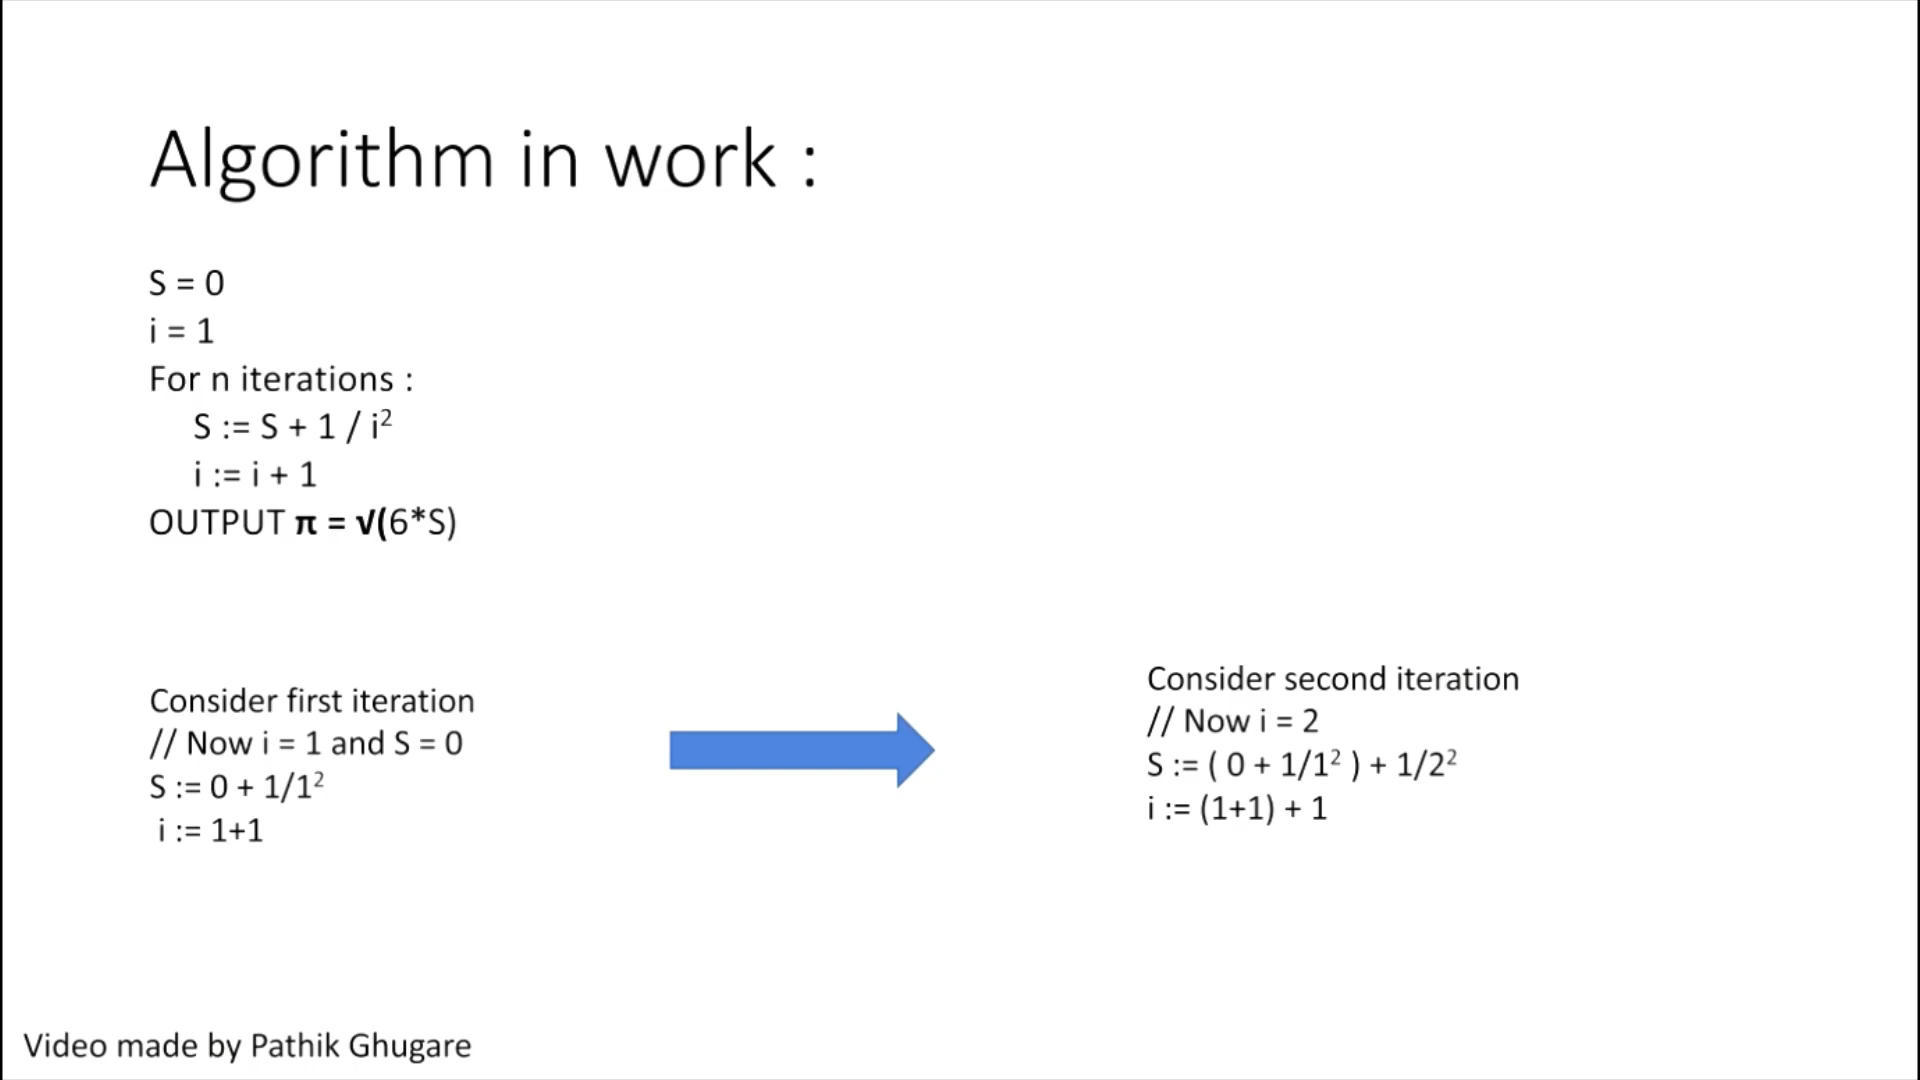 Algorithm in work :
S = 0
i = 1
For n iterations :
S := S + 1 / i²
i := i + 1
OUTPUT π = √(6*S)
Consider first iteration
// Now i = 1 and S = 0
S := 0 + 1/1²
i := 1+1
Consider second iteration
// Now i = 2
S := ( 0 + 1/1² ) + 1/2²
i := (1+1) + 1
Video made by Pathik Ghugare